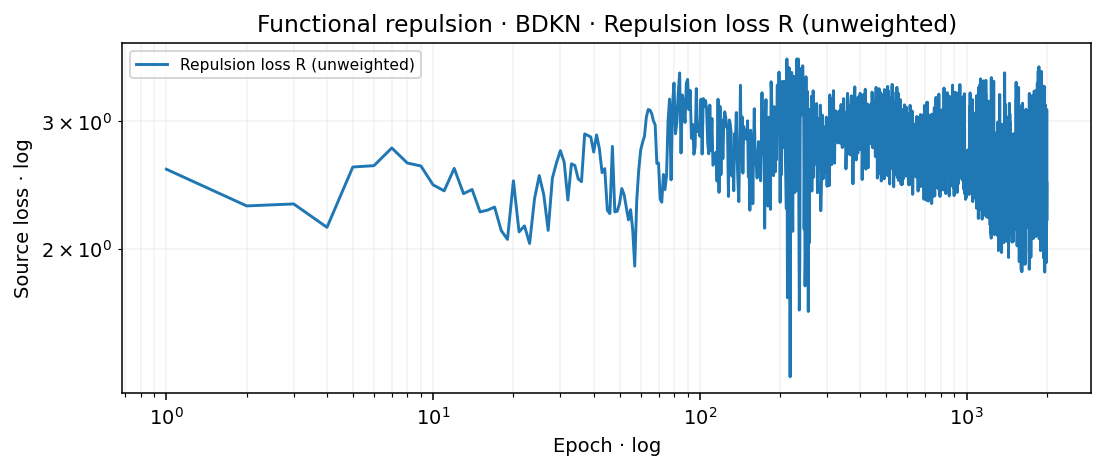 Functional repulsion · BDKN · Repulsion loss R (unweighted)
Repulsion loss R (unweighted)
Source loss · log
3 × 10⁰
2 × 10⁰
10⁰ 10¹ 10² 10³
Epoch · log